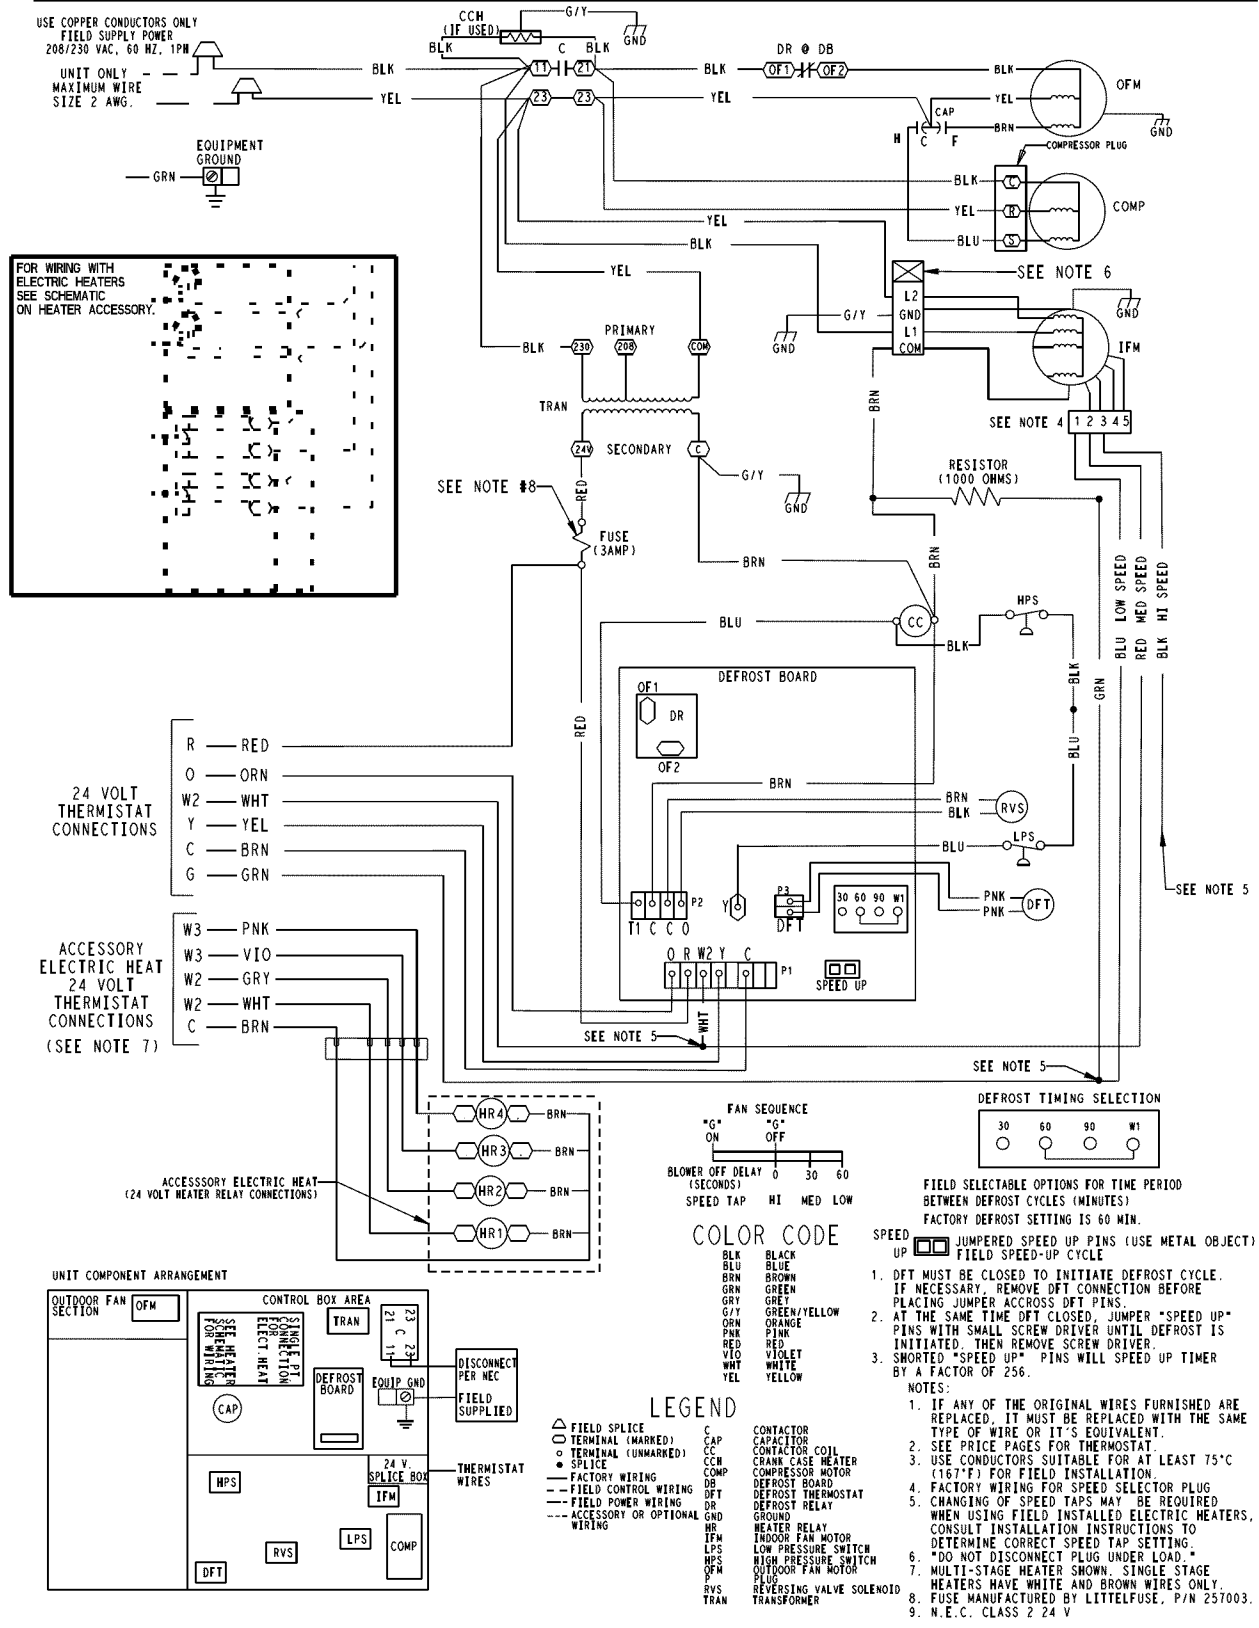 USE COPPER CONDUCTORS ONLY
FIELD SUPPLY POWER
208/230 VAC, 60 HZ, 1PH
UNIT ONLY
MAXIMUM WIRE
SIZE 2 AWG.
CCH
(IF USED)
G/Y
GND
BLK
C
BLK
BLK
11
21
BLK
DR @ DB
OF1
OF2
BLK
OFM
YEL
23
23
YEL
YEL
CAP
BRN
GND
H
C
F
COMPRESSOR PLUG
EQUIPMENT
GROUND
GRN
BLK
C
YEL
R
COMP
BLU
S
YEL
BLK
YEL
FOR WIRING WITH
ELECTRIC HEATERS
SEE SCHEMATIC
ON HEATER ACCESSORY.
SEE NOTE 6
L2
GND
L1
COM
G/Y
GND
GND
IFM
BLK
PRIMARY
230
208
COM
TRAN
24V
SECONDARY
C
BRN
SEE NOTE 4
1 2 3 4 5
G/Y
GND
RESISTOR
(1000 OHMS)
SEE NOTE #8
RED
FUSE
(3AMP)
BRN
BRN
BLU LOW SPEED
RED MED SPEED
BLK HI SPEED
BLU
CC
BLK
HPS
BLK
GRN
BLU
DEFROST BOARD
OF1
DR
OF2
RED
24 VOLT
THERMISTAT
CONNECTIONS
R RED
O ORN
W2 WHT
Y YEL
C BRN
G GRN
BRN
BRN
BLK
RVS
BLU
LPS
SEE NOTE 5
P2
T1 C C O
Y
P3
DFT
30 60 90 W1
PNK
PNK
DFT
O R W2 Y C
P1
SPEED UP
ACCESSORY
ELECTRIC HEAT
24 VOLT
THERMISTAT
CONNECTIONS
(SEE NOTE 7)
W3 PNK
W3 VIO
W2 GRY
W2 WHT
C BRN
WHT
SEE NOTE 5
SEE NOTE 5
HR4
BRN
HR3
BRN
HR2
BRN
HR1
BRN
ACCESSSORY ELECTRIC HEAT
(24 VOLT HEATER RELAY CONNECTIONS)
FAN SEQUENCE
"G" "G"
ON OFF
BLOWER OFF DELAY 0 30 60
(SECONDS)
SPEED TAP HI MED LOW
DEFROST TIMING SELECTION
30 60 90 W1
FIELD SELECTABLE OPTIONS FOR TIME PERIOD
BETWEEN DEFROST CYCLES (MINUTES)
FACTORY DEFROST SETTING IS 60 MIN.
SPEED
UP
JUMPERED SPEED UP PINS (USE METAL OBJECT)
FIELD SPEED-UP CYCLE
1. DFT MUST BE CLOSED TO INITIATE DEFROST CYCLE.
IF NECESSARY, REMOVE DFT CONNECTION BEFORE
PLACING JUMPER ACCROSS DFT PINS.
2. AT THE SAME TIME DFT CLOSED, JUMPER "SPEED UP"
PINS WITH SMALL SCREW DRIVER UNTIL DEFROST IS
INITIATED. THEN REMOVE SCREW DRIVER.
3. SHORTED "SPEED UP" PINS WILL SPEED UP TIMER
BY A FACTOR OF 256.
NOTES:
1. IF ANY OF THE ORIGINAL WIRES FURNISHED ARE
REPLACED, IT MUST BE REPLACED WITH THE SAME
TYPE OF WIRE OR IT'S EQUIVALENT.
2. SEE PRICE PAGES FOR THERMOSTAT.
3. USE CONDUCTORS SUITABLE FOR AT LEAST 75°C
(167°F) FOR FIELD INSTALLATION.
4. FACTORY WIRING FOR SPEED SELECTOR PLUG
5. CHANGING OF SPEED TAPS MAY BE REQUIRED
WHEN USING FIELD INSTALLED ELECTRIC HEATERS,
CONSULT INSTALLATION INSTRUCTIONS TO
DETERMINE CORRECT SPEED TAP SETTING.
6. "DO NOT DISCONNECT PLUG UNDER LOAD."
7. MULTI-STAGE HEATER SHOWN. SINGLE STAGE
HEATERS HAVE WHITE AND BROWN WIRES ONLY.
8. FUSE MANUFACTURED BY LITTELFUSE, P/N 257003.
9. N.E.C. CLASS 2 24 V
COLOR CODE
BLK BLACK
BLU BLUE
BRN BROWN
GRN GREEN
GRY GREY
G/Y GREEN/YELLOW
ORN ORANGE
PNK PINK
RED RED
VIO VIOLET
WHT WHITE
YEL YELLOW
LEGEND
FIELD SPLICE
TERMINAL (MARKED)
TERMINAL (UNMARKED)
SPLICE
FACTORY WIRING
FIELD CONTROL WIRING
FIELD POWER WIRING
ACCESSORY OR OPTIONAL
WIRING
C CONTACTOR
CAP CAPACITOR
CC CONTACTOR COIL
CCH CRANK CASE HEATER
COMP COMPRESSOR MOTOR
DB DEFROST BOARD
DFT DEFROST THERMOSTAT
DR DEFROST RELAY
GND GROUND
HR HEATER RELAY
IFM INDOOR FAN MOTOR
LPS LOW PRESSURE SWITCH
HPS HIGH PRESSURE SWITCH
OFM OUTDOOR FAN MOTOR
P PLUG
RVS REVERSING VALVE SOLENOID
TRAN TRANSFORMER
UNIT COMPONENT ARRANGEMENT
OUTDOOR FAN
SECTION
OFM
CONTROL BOX AREA
SINGLE PT
CONNECTION
FOR
ELECT.HEAT
SEE HEATER
SCHEMATIC
FOR WIRING
TRAN
23
21
C
23
11
CAP
DEFROST
BOARD
EQUIP GND
DISCONNECT
PER NEC
FIELD
SUPPLIED
24 V.
SPLICE BOX
THERMISTAT
WIRES
HPS
IFM
RVS
LPS
COMP
DFT